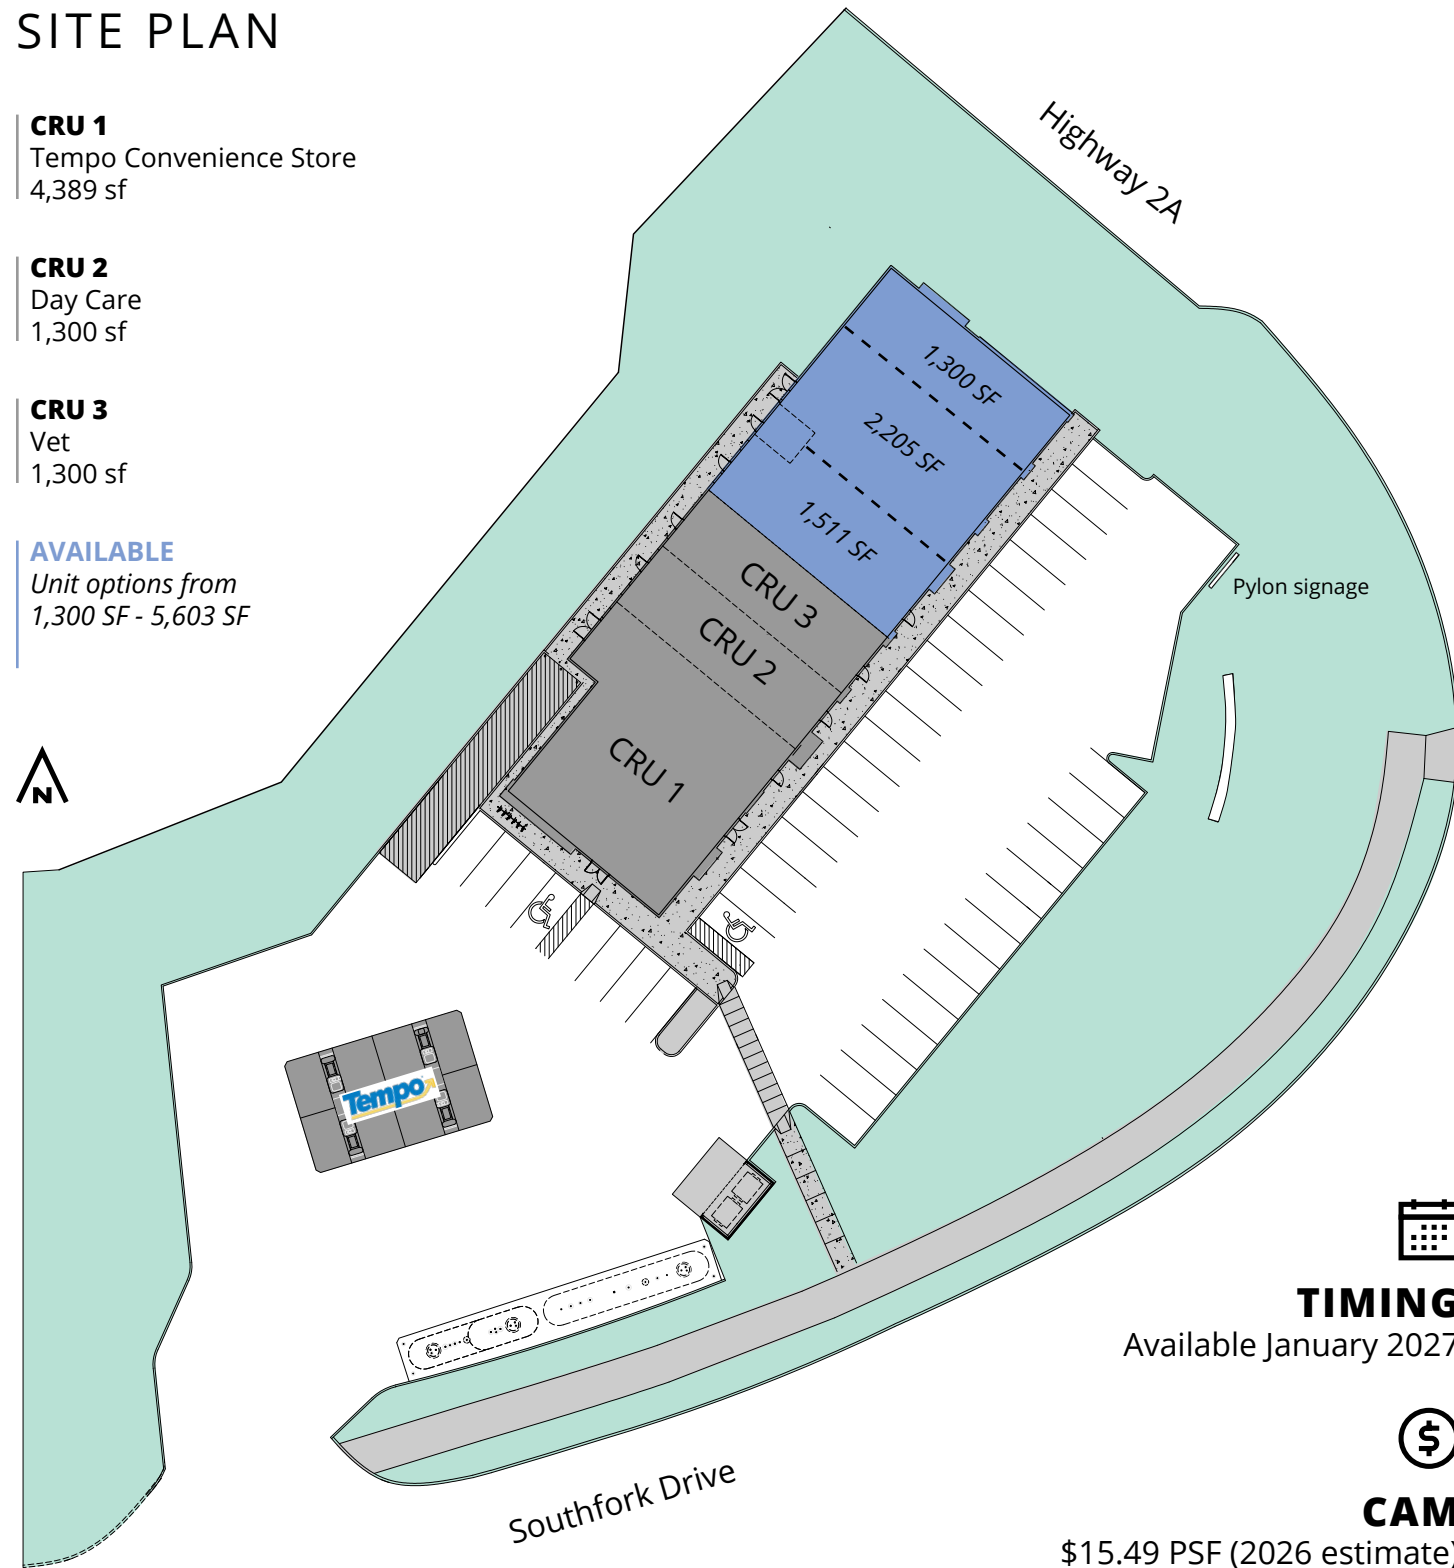 SITE PLAN
CRU 1
Tempo Convenience Store
4,389 sf
CRU 2
Day Care
1,300 sf
CRU 3
Vet
1,300 sf
AVAILABLE
Unit options from
1,300 SF - 5,603 SF
N
Highway 2A
1,300 SF
2,205 SF
1,511 SF
CRU 3
CRU 2
CRU 1
Pylon signage
Tempo
Southfork Drive
TIMING
Available January 2027
$
CAM
$15.49 PSF (2026 estimate)